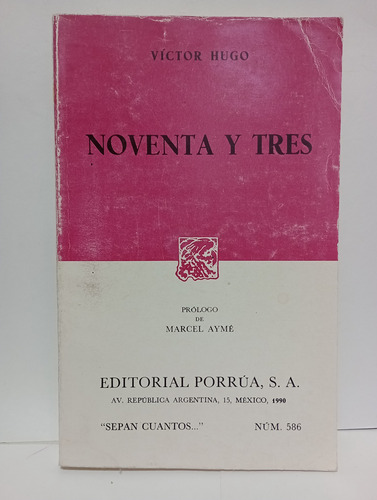 VÍCTOR HUGO
NOVENTA Y TRES
PRÓLOGO
DE
MARCEL AYMÉ
EDITORIAL PORRÚA, S. A.
AV. REPÚBLICA ARGENTINA, 15, MÉXICO, 1990
"SEPAN CUANTOS..." NÚM. 586